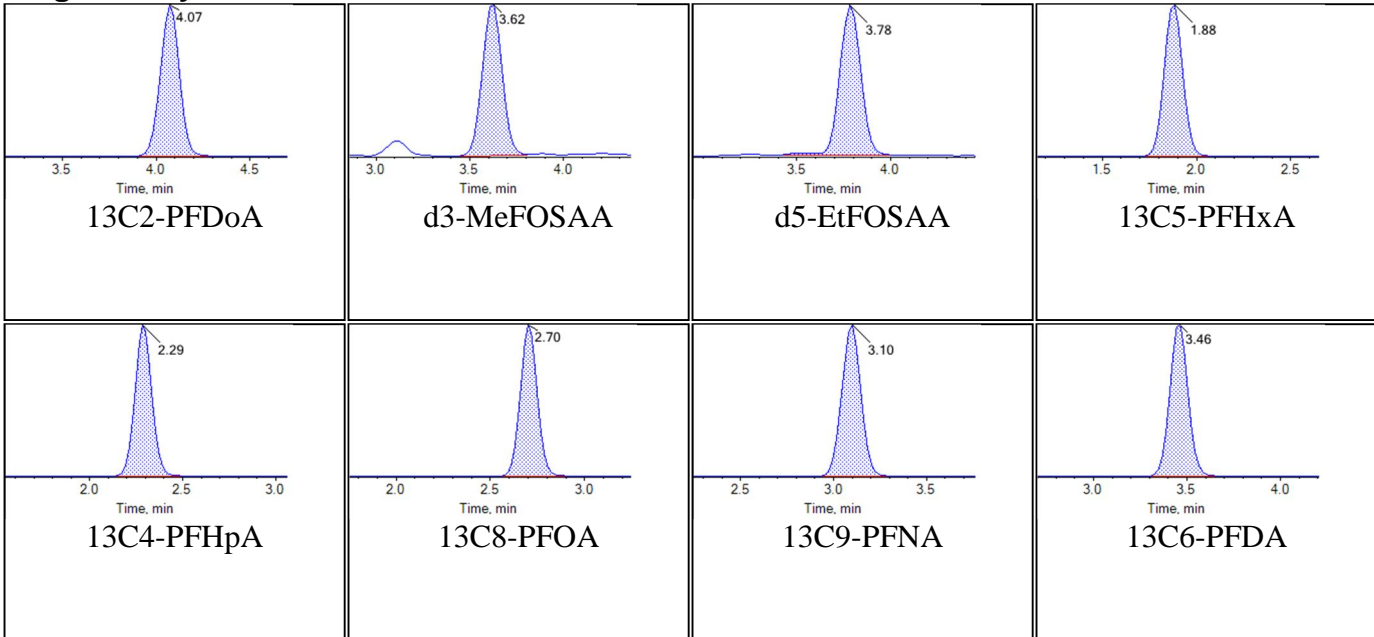 4.07
3.5 4.0 4.5
Time, min
13C2-PFDoA
3.62
3.0 3.5 4.0
Time, min
d3-MeFOSAA
3.78
3.5 4.0
Time, min
d5-EtFOSAA
1.88
1.5 2.0 2.5
Time, min
13C5-PFHxA
2.29
2.0 2.5 3.0
Time, min
13C4-PFHpA
2.70
2.0 2.5 3.0
Time, min
13C8-PFOA
3.10
2.5 3.0 3.5
Time, min
13C9-PFNA
3.46
3.0 3.5 4.0
Time, min
13C6-PFDA